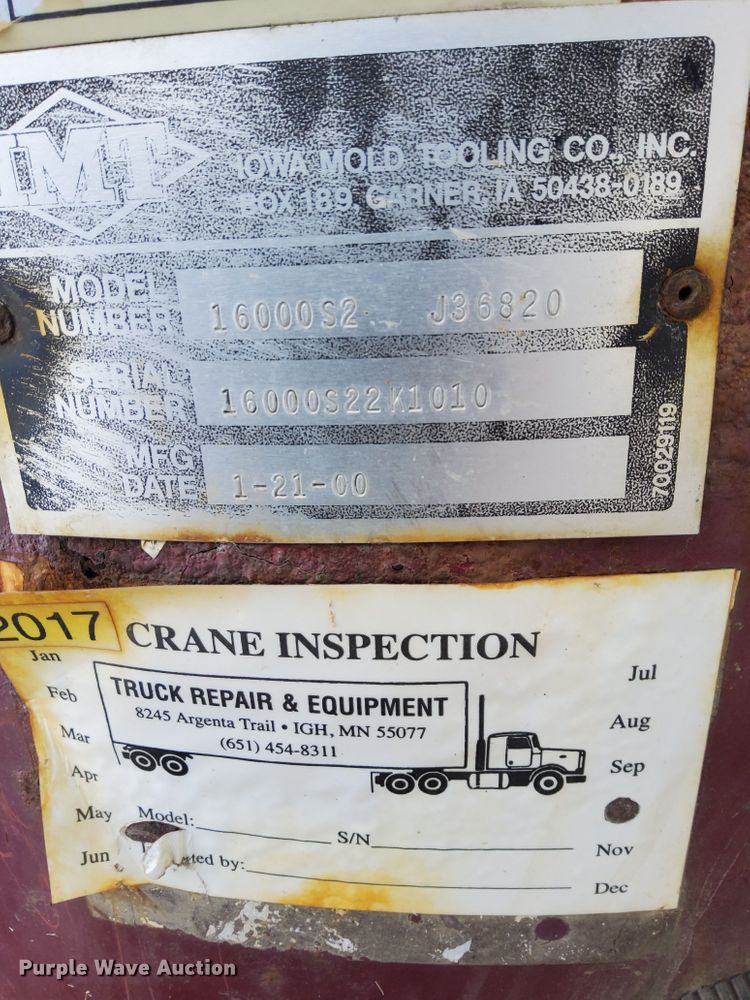 IMT
IOWA MOLD TOOLING CO., INC.
BOX 189, GARNER, IA 50438-0189
MODEL NUMBER 16000S2 J36820
SERIAL NUMBER 16000S22K1010
MFG DATE 1-21-00
70029119
2017 CRANE INSPECTION
Jan
Feb
Mar
Apr
May
Jun
TRUCK REPAIR & EQUIPMENT
8245 Argenta Trail • IGH, MN 55077
(651) 454-8311
Model: S/N
by:
Jul
Aug
Sep
Nov
Dec
Purple Wave Auction